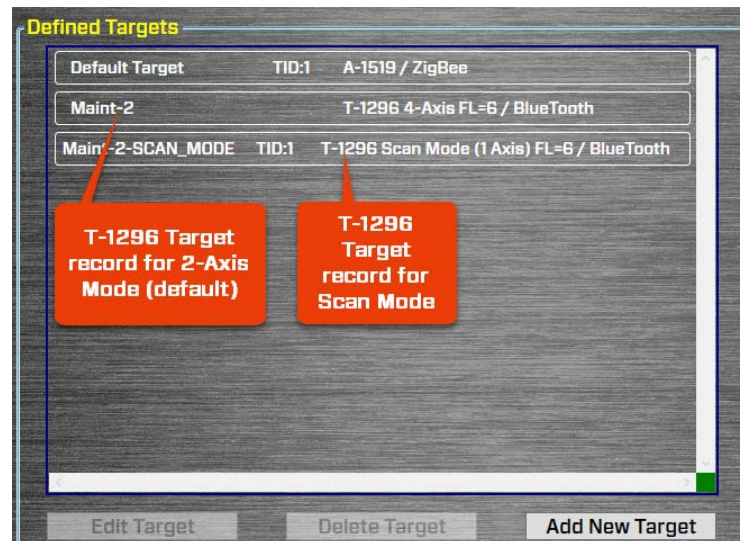 Defined Targets
Default Target TID:1 A-1519 / ZigBee
Maint-2 T-1296 4-Axis FL=6 / BlueTooth
Maint-2-SCAN_MODE TID:1 T-1296 Scan Mode (1 Axis) FL=6 / BlueTooth
T-1296 Target
record for 2-Axis
Mode (default)
T-1296
Target
record for
Scan Mode
Edit Target Delete Target Add New Target